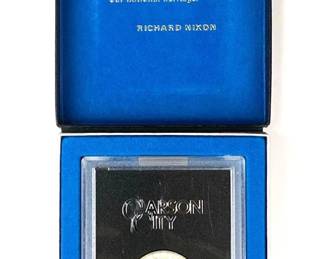 our national heritage.
RICHARD NIXON
CARSON
CITY